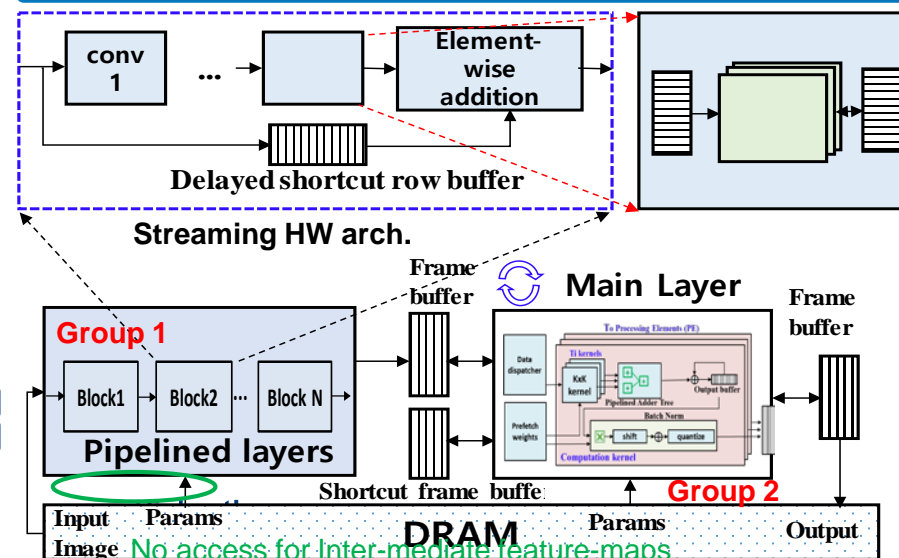 conv
1
...
Element-
wise
addition
Delayed shortcut row buffer
Streaming HW arch.
Frame
buffer
Main Layer
Frame
buffer
Group 1
Block1
Block2
...
Block N
Pipelined layers
To Processing Elements (PE)
Data
dispatcher
Ti kernels
KxK
kernel
Pipelined Adder Tree
Output buffer
Prefetch
weights
Batch Norm
shift
quantize
Computation kernel
Shortcut frame buffer
Group 2
Input
Image
Params
DRAM
Params
Output
No access for Inter-mediate feature-maps